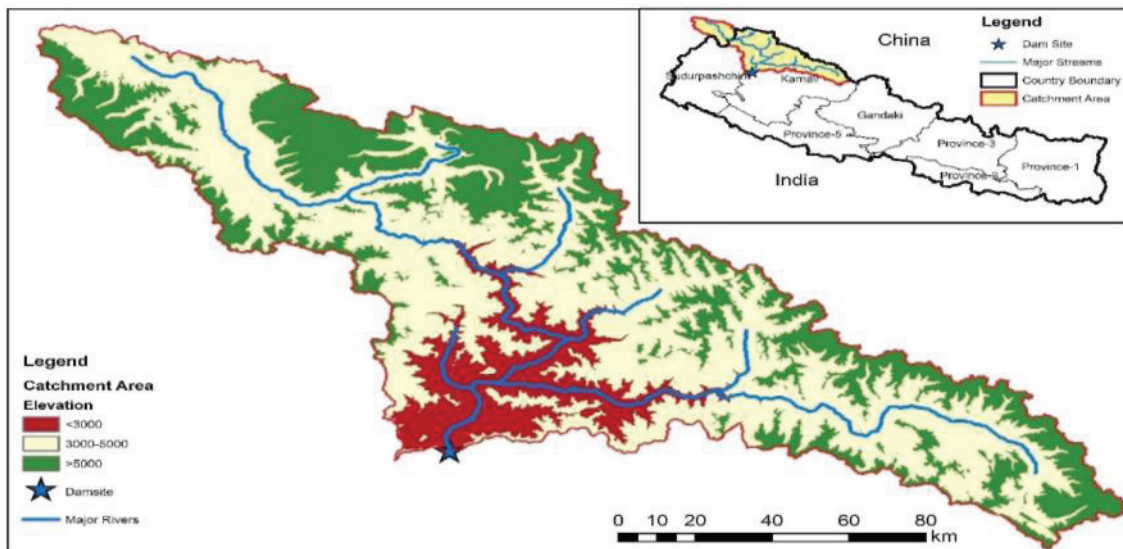 Legend
Dam Site
Major Streams
Country Boundary
Catchment Area
China
Sudurpashchim
Karnali
Gandaki
Province-5
Province-3
Province-1
India
Legend
Catchment Area
Elevation
<3000
3000-5000
>5000
Damsite
Major Rivers
0 5 10 20 40 60 80
km